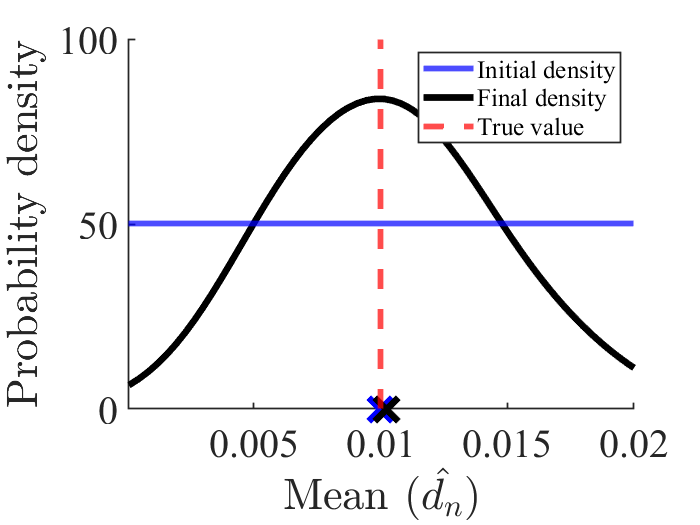 100
50
0
Probability density
Initial density
Final density
True value
0.005 0.01 0.015 0.02
Mean (d̂ₙ)